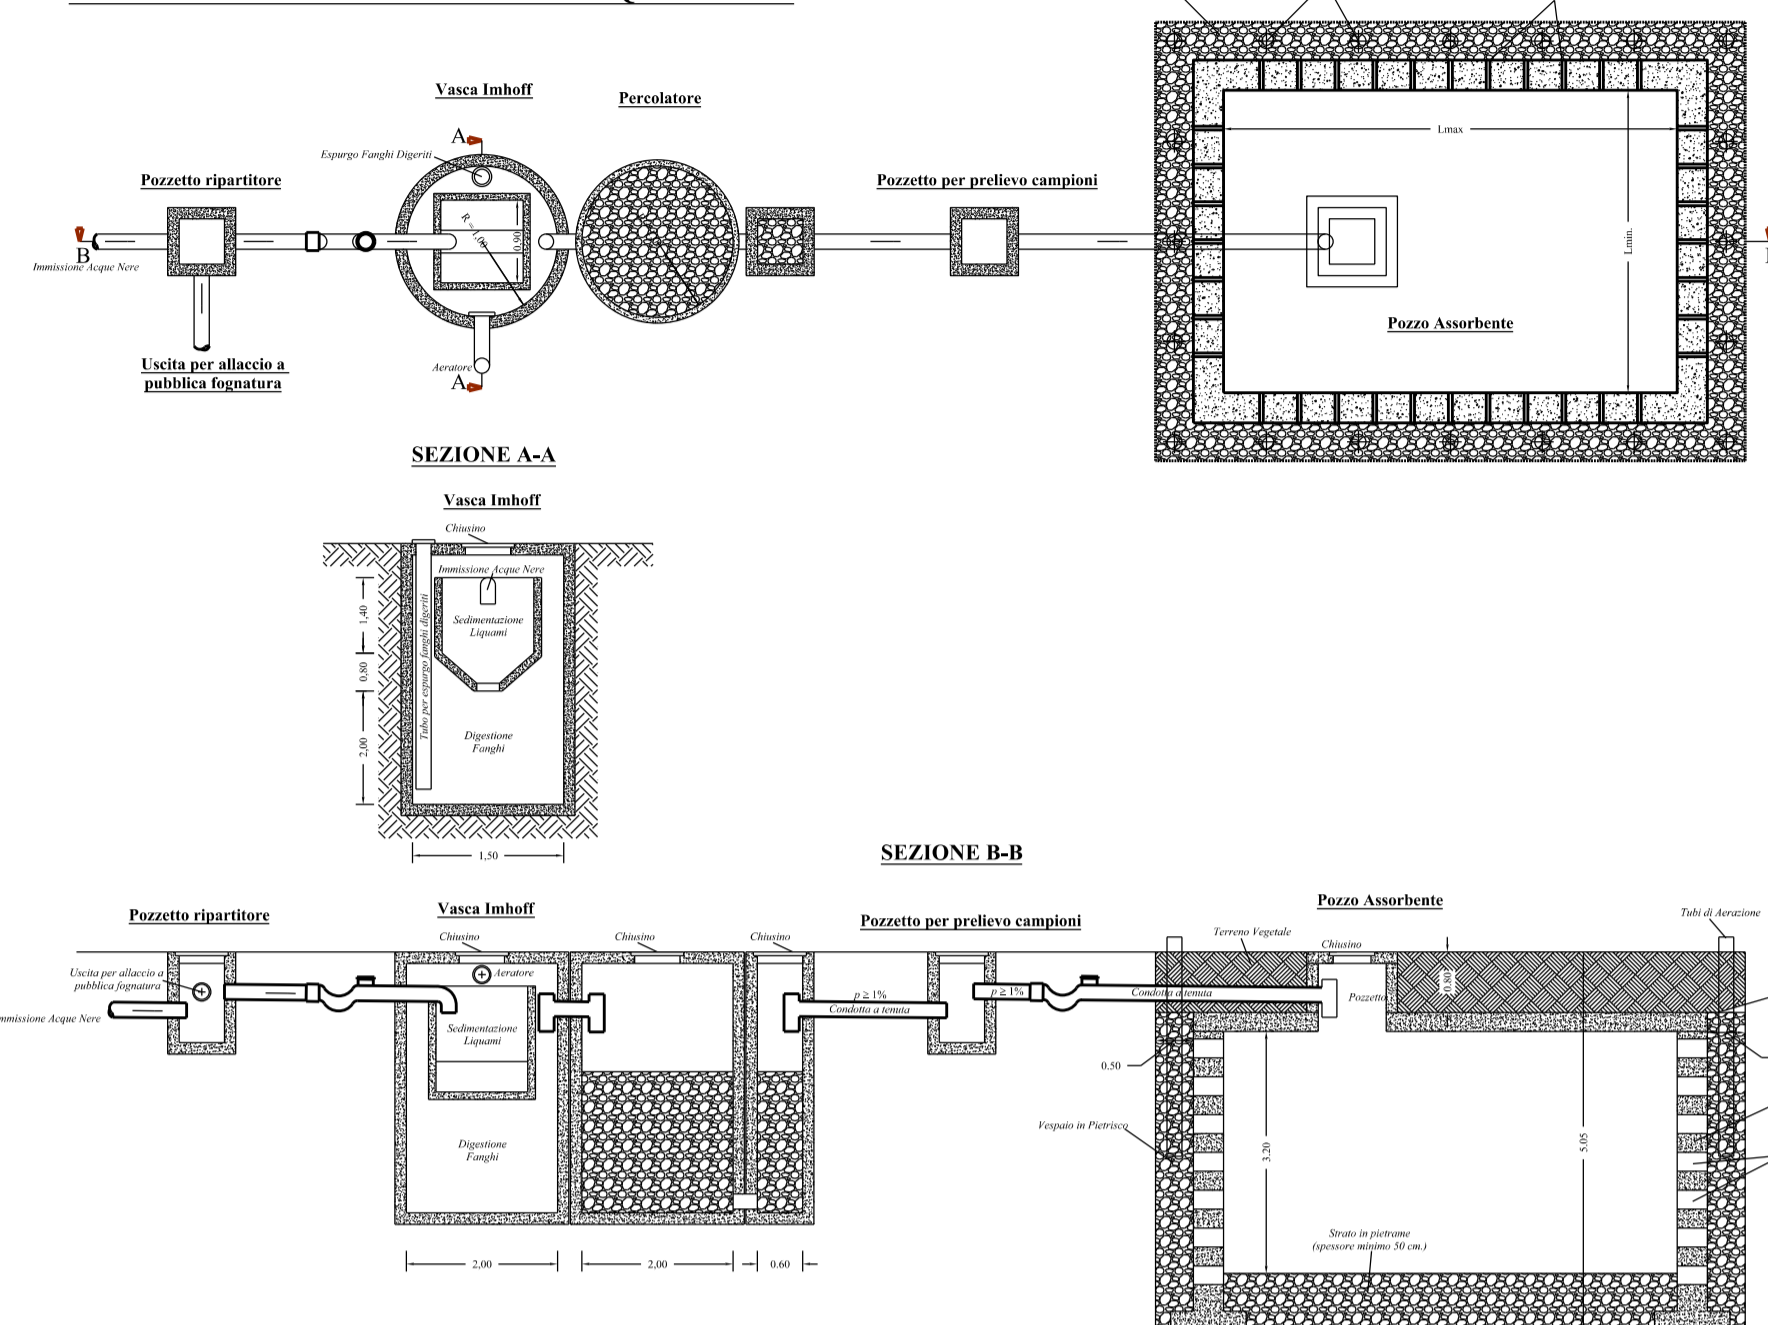 Vasca Imhoff
Percolatore
A
Espurgo Fanghi Digeriti
Pozzetto ripartitore
Pozzetto per prelievo campioni
Lmax
R = 1,00
0,90
Lmin.
B
Immissione Acque Nere
Pozzo Assorbente
Uscita per allaccio a
pubblica fognatura
Aeratore
A
SEZIONE A-A
Vasca Imhoff
Chiusino
Immissione Acque Nere
1,40
Sedimentazione
Liquami
Tubo per espurgo fanghi digeriti
0,80
2,00
Digestione
Fanghi
1,50
SEZIONE B-B
Pozzetto ripartitore
Vasca Imhoff
Pozzetto per prelievo campioni
Pozzo Assorbente
Tubi di Aerazione
Chiusino
Chiusino
Chiusino
Terreno Vegetale
Chiusino
Uscita per allaccio a
pubblica fognatura
Aeratore
0.80
p ≥ 1%
Condotta a tenuta
p ≥ 1%
Condotta a tenuta
Pozzetto
mmissione Acque Nere
Sedimentazione
Liquami
0.50
Vespaio in Pietrisco
3.20
5.05
Digestione
Fanghi
Strato in pietrame
(spessore minimo 50 cm.)
2,00
2,00
0.60